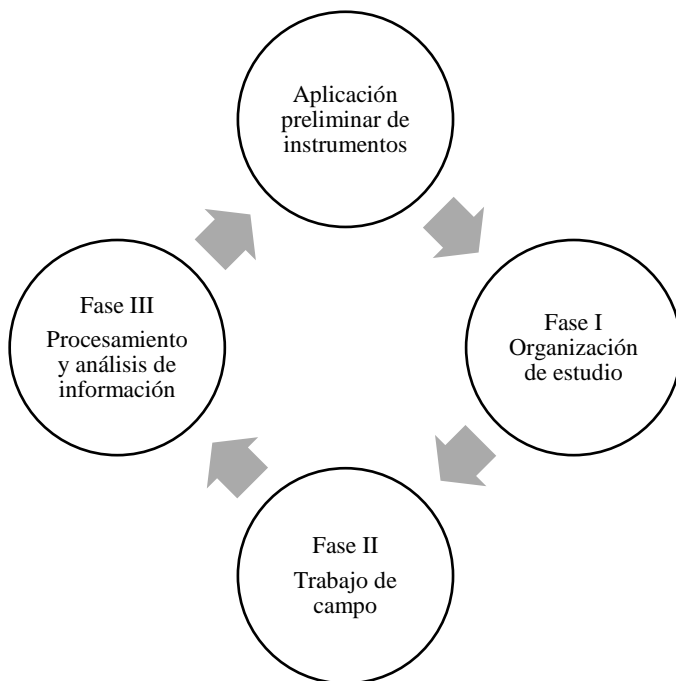 Aplicación
preliminar de
instrumentos
Fase I
Organización
de estudio
Fase II
Trabajo de
campo
Fase III
Procesamiento
y análisis de
información